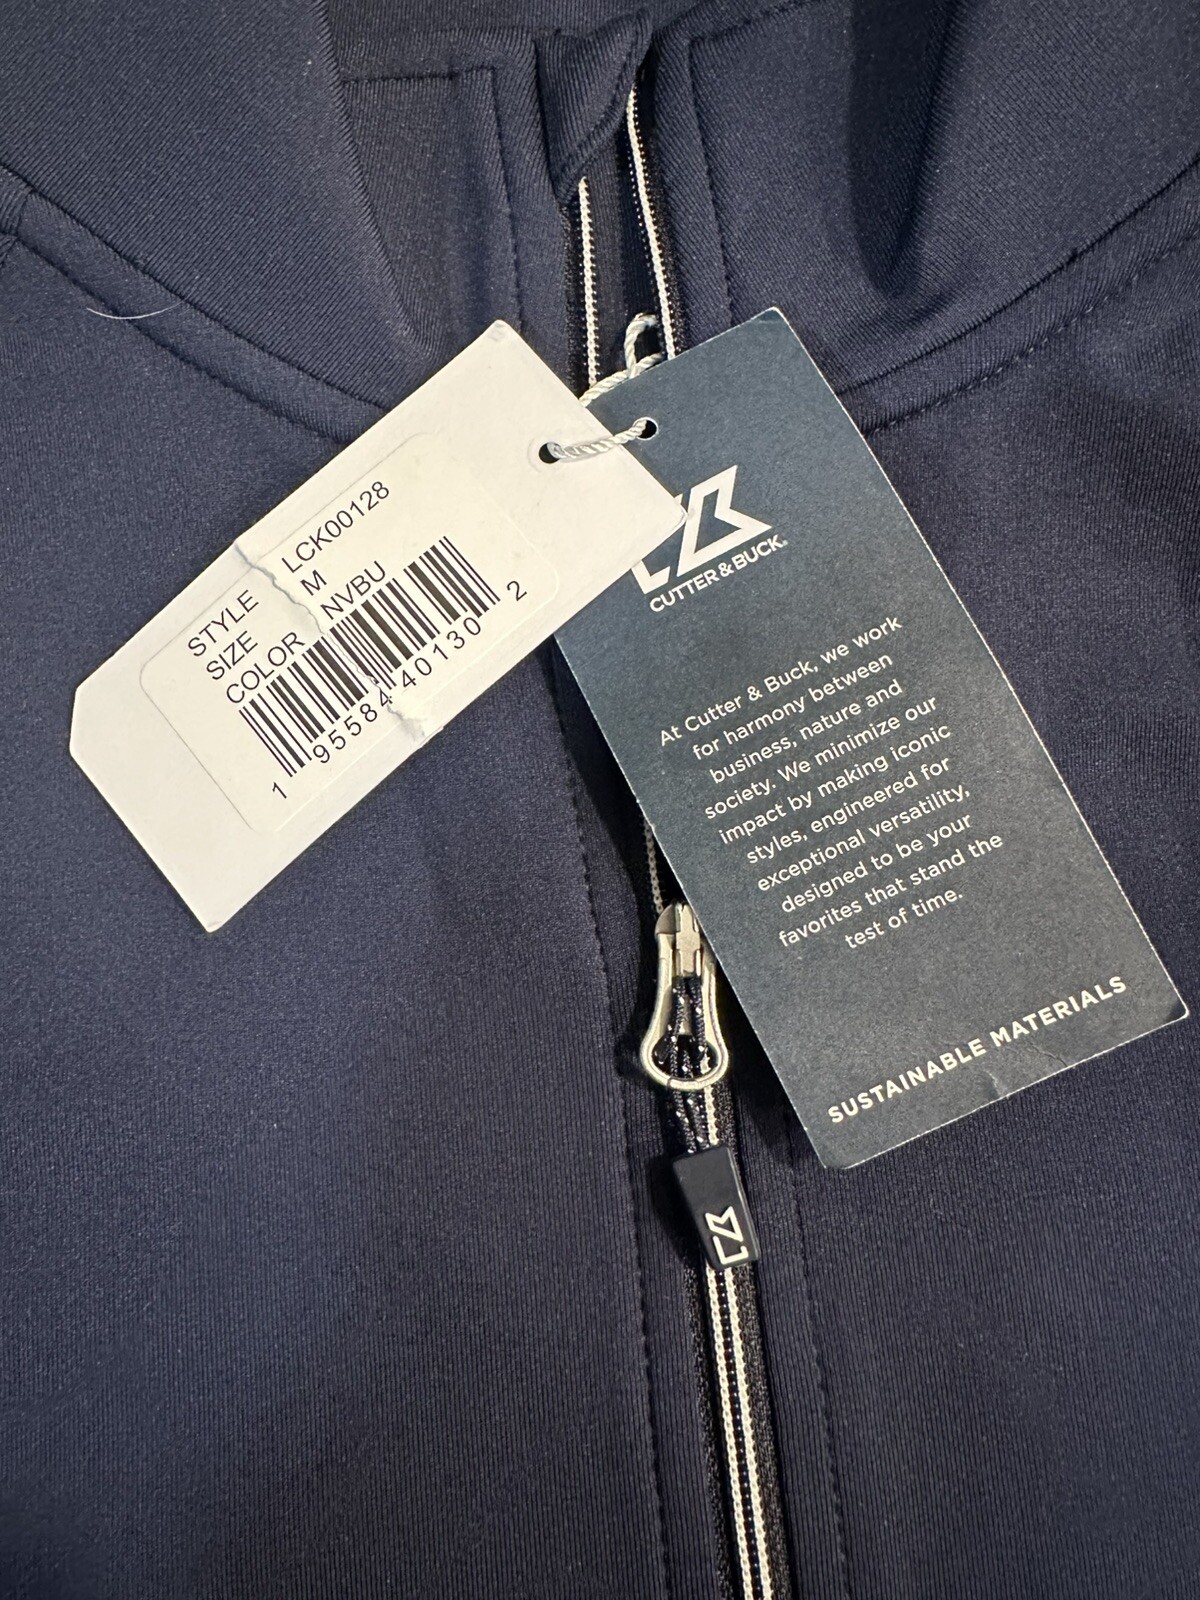 STYLE LCK00128
SIZE M
COLOR NVBU
1 95584 40130 2
CUTTER & BUCK®
At Cutter & Buck, we work
for harmony between
business, nature and
society. We minimize our
impact by making iconic
styles, engineered for
exceptional versatility,
designed to be your
favorites that stand the
test of time.
SUSTAINABLE MATERIALS